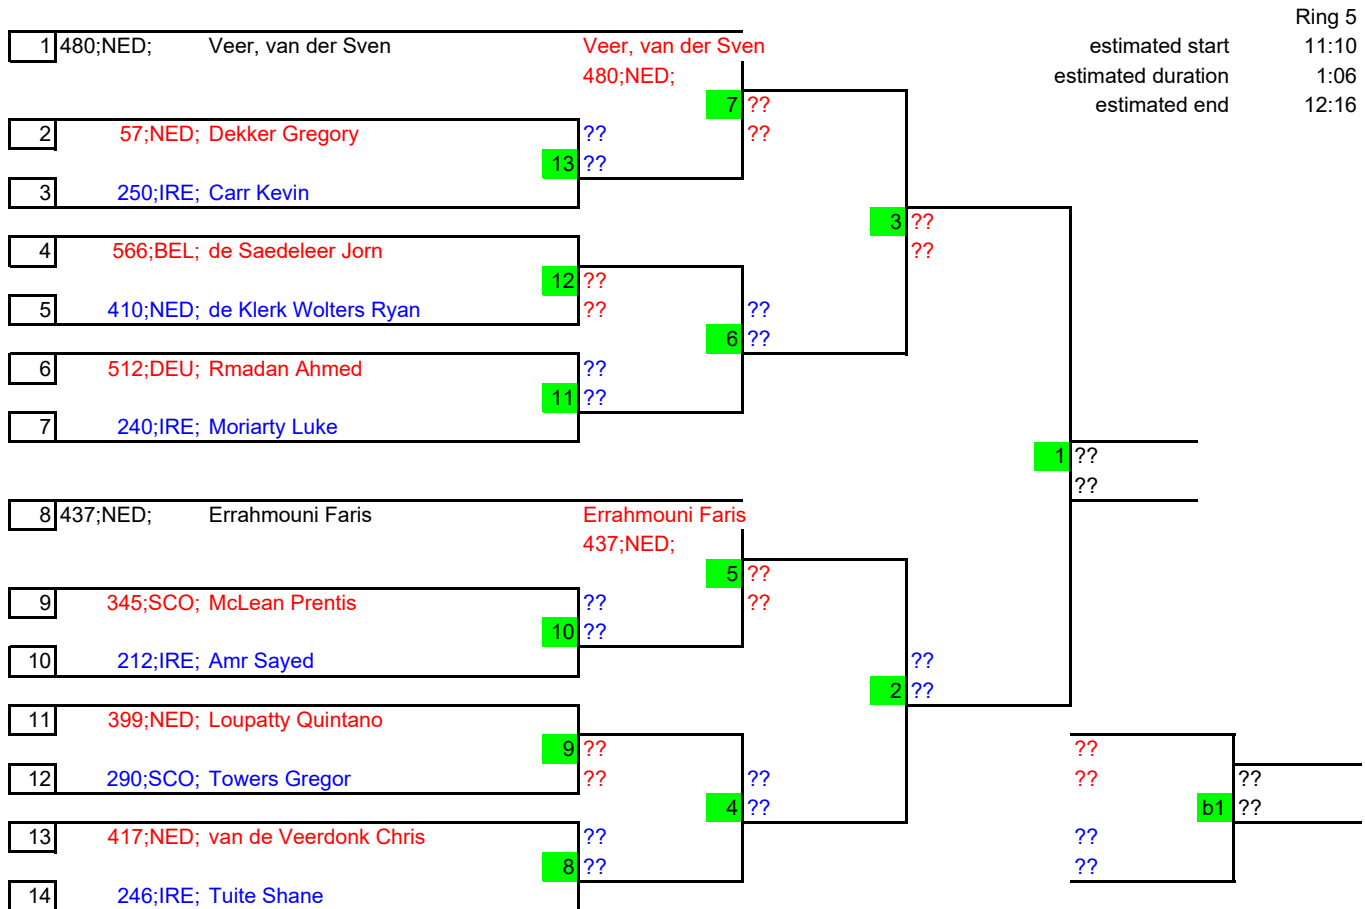 Ring 5
1 480;NED; Veer, van der Sven Veer, van der Sven estimated start 11:10
480;NED; estimated duration 1:06
7 ?? estimated end 12:16
2 57;NED; Dekker Gregory ?? ??
13 ??
3 250;IRE; Carr Kevin
3 ??
4 566;BEL; de Saedeleer Jorn ??
12 ??
5 410;NED; de Klerk Wolters Ryan ?? ??
6 ??
6 512;DEU; Rmadan Ahmed ??
11 ??
7 240;IRE; Moriarty Luke
1 ??
??
8 437;NED; Errahmouni Faris Errahmouni Faris
437;NED;
5 ??
9 345;SCO; McLean Prentis ?? ??
10 ??
10 212;IRE; Amr Sayed ??
2 ??
11 399;NED; Loupatty Quintano
9 ?? ??
12 290;SCO; Towers Gregor ?? ?? ?? ??
4 ?? b1 ??
13 417;NED; van de Veerdonk Chris ?? ??
8 ?? ??
14 246;IRE; Tuite Shane